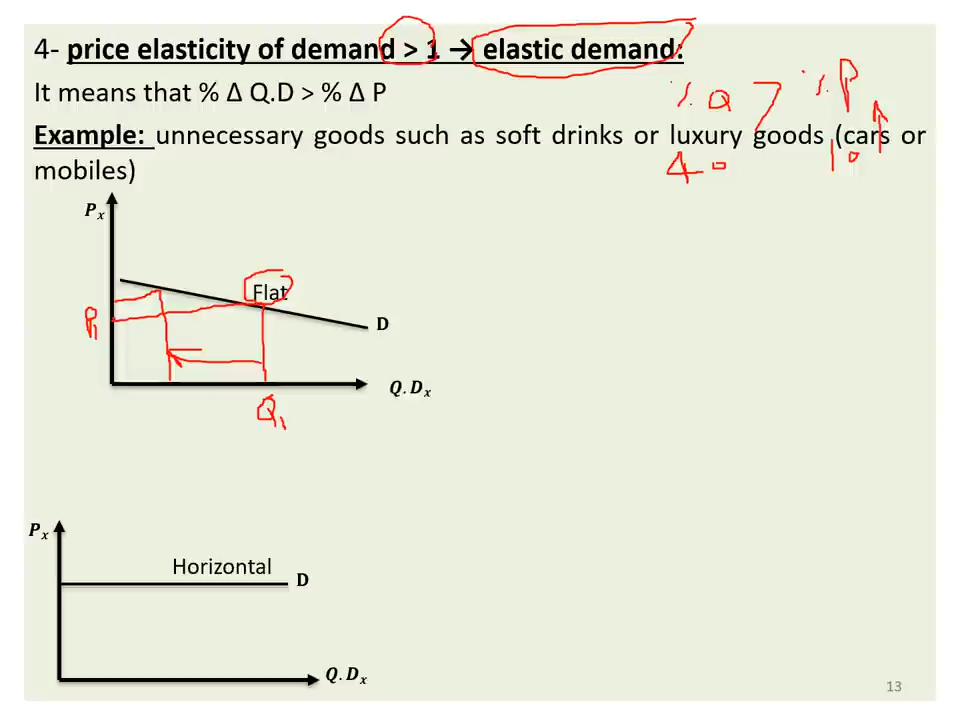 4- price elasticity of demand > 1 → elastic demand:
It means that % Δ Q.D > % Δ P
% Q > % P
Example: unnecessary goods such as soft drinks or luxury goods (cars or
40 10
mobiles)
Pₓ
Flat
P₁
D
Q.Dₓ
Q₁
Pₓ
Horizontal
D
Q.Dₓ
13